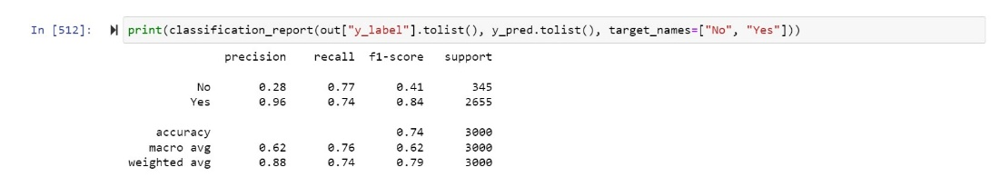 In [512]: print(classification_report(out["y_label"].tolist(), y_pred.tolist(), target_names=["No", "Yes"]))
precision recall f1-score support
No 0.28 0.77 0.41 345
Yes 0.96 0.74 0.84 2655
accuracy 0.74 3000
macro avg 0.62 0.76 0.62 3000
weighted avg 0.88 0.74 0.79 3000